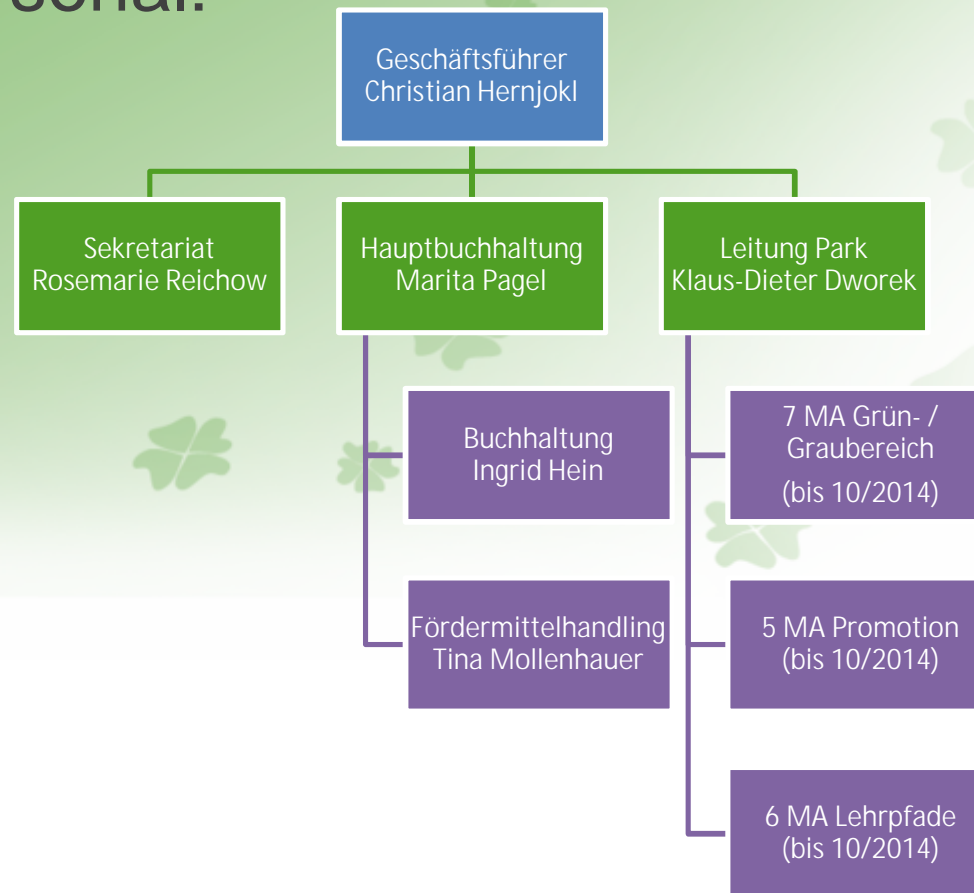 Geschäftsführer
Christian Hernjokl
Sekretariat
Rosemarie Reichow
Hauptbuchhaltung
Marita Pagel
Leitung Park
Klaus-Dieter Dworek
Buchhaltung
Ingrid Hein
Fördermittelhandling
Tina Mollenhauer
7 MA Grün- /
Graubereich
(bis 10/2014)
5 MA Promotion
(bis 10/2014)
6 MA Lehrpfade
(bis 10/2014)